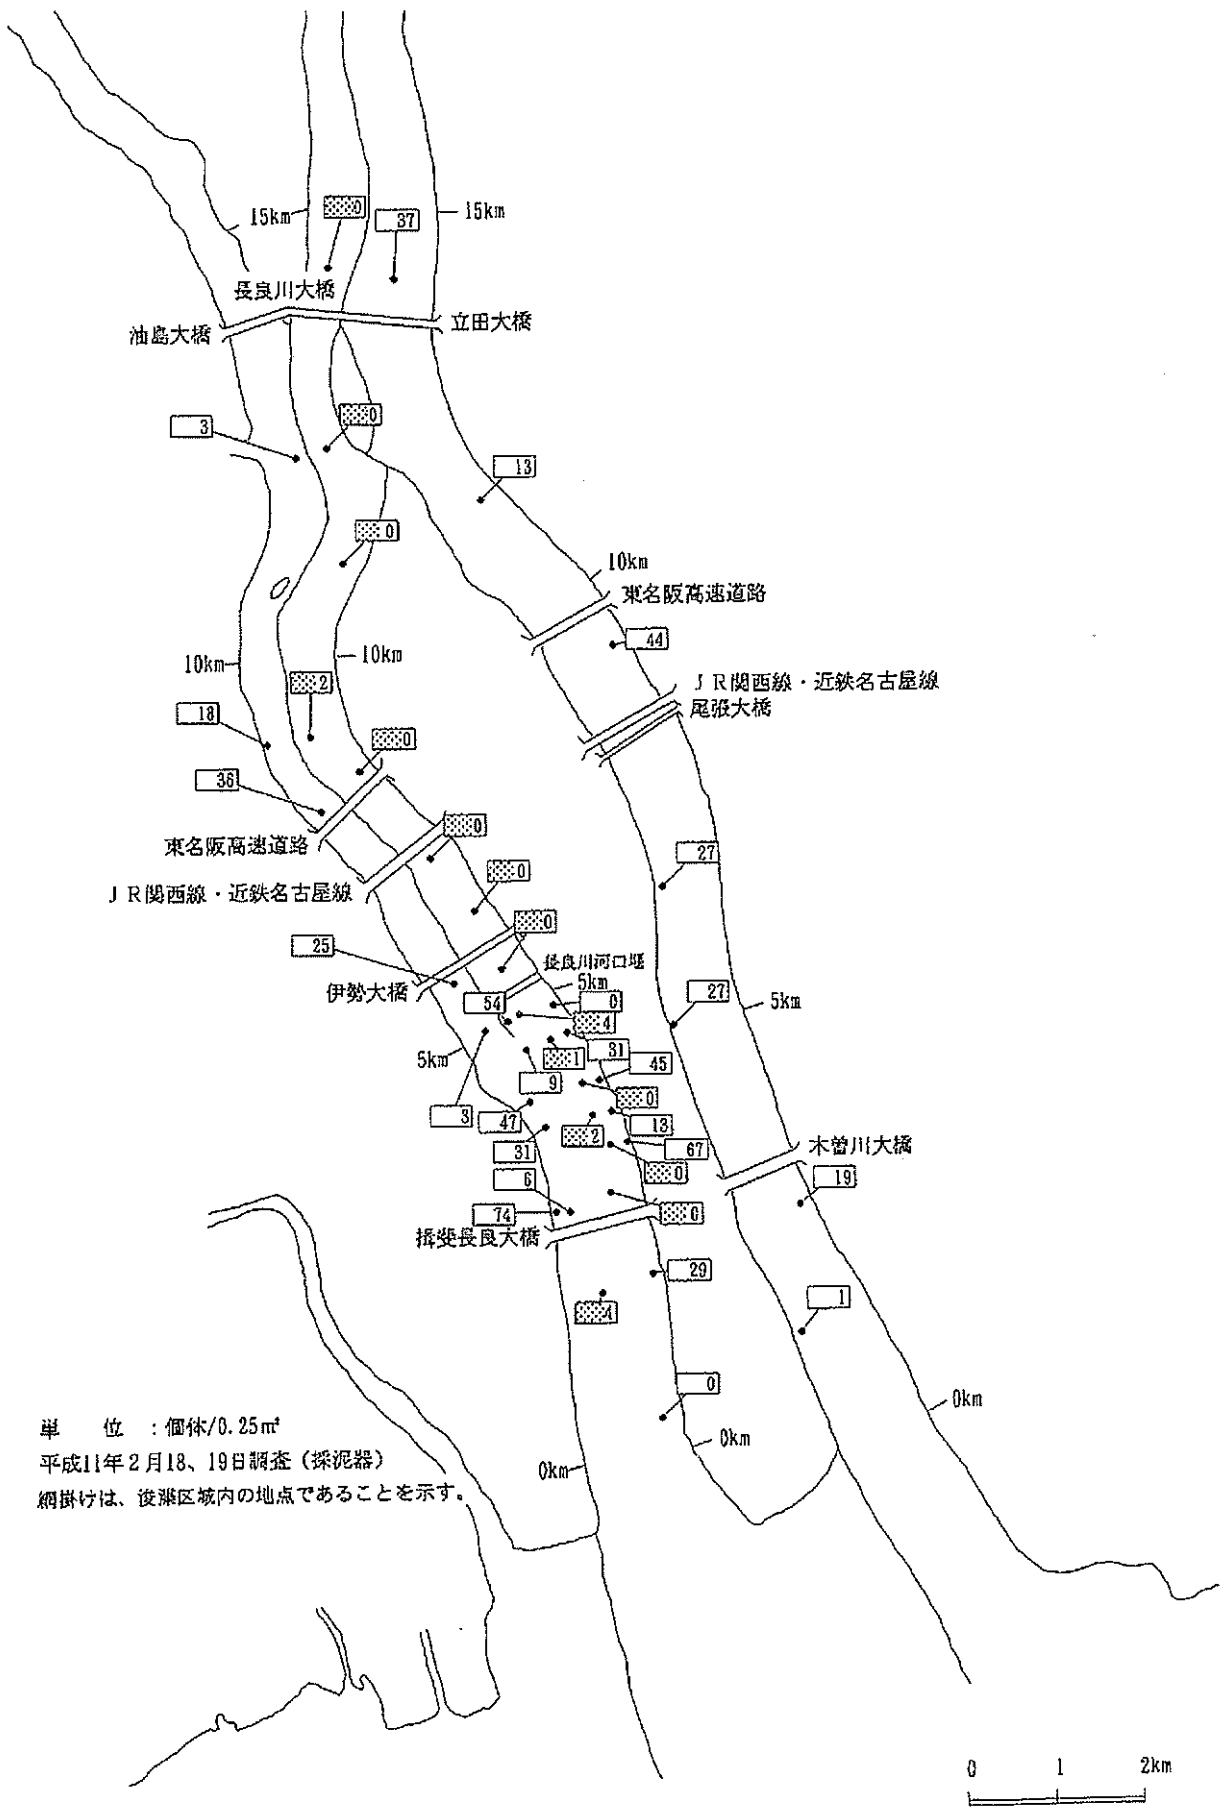 15km
0
37
15km
長良川大橋
油島大橋
立田大橋
3
0
13
0
10km
東名阪高速道路
44
10km
10km
2
ＪＲ関西線・近鉄名古屋線
尾張大橋
18
0
36
東名阪高速道路
0
27
ＪＲ関西線・近鉄名古屋線
0
0
25
長良川河口堰
伊勢大橋
5km
54
0
27
5km
4
5km
1
31
45
9
0
3
47
13
2
67
31
0
木曽川大橋
6
19
74
0
揖斐長良大橋
29
1
0
0km
0km
0km
単　位　：個体/0.25㎡
平成11年2月18、19日調査（採泥器）
網掛けは、浚渫区域内の地点であることを示す。
0
1
2km